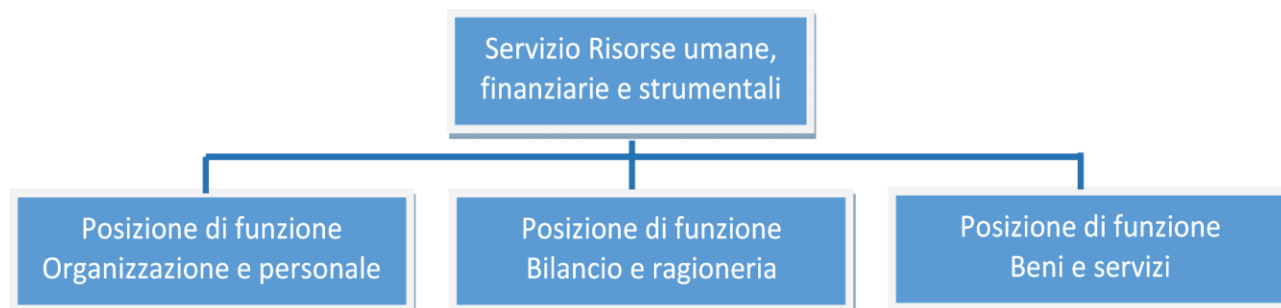 Servizio Risorse umane,
finanziarie e strumentali
Posizione di funzione
Organizzazione e personale
Posizione di funzione
Bilancio e ragioneria
Posizione di funzione
Beni e servizi